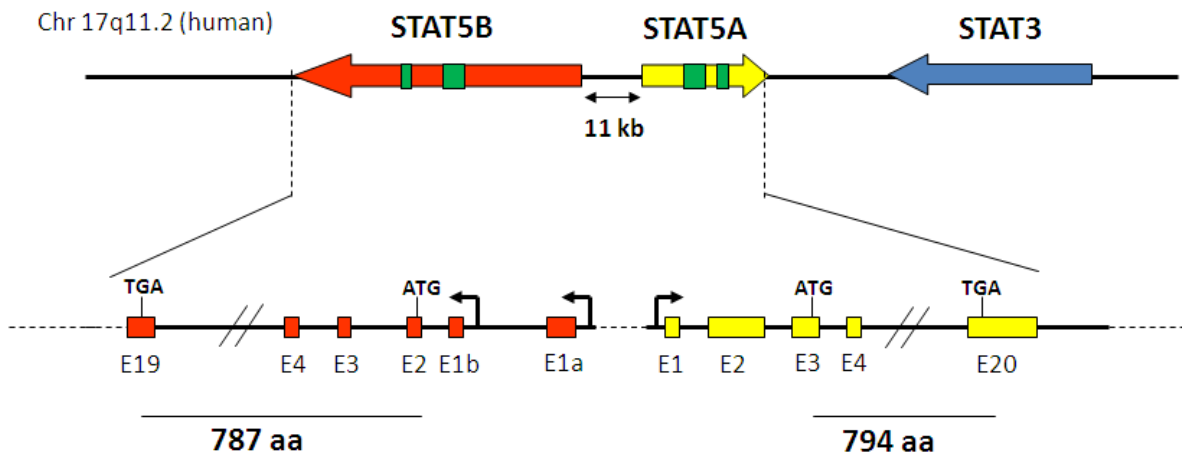 Chr 17q11.2 (human)
STAT5B STAT5A STAT3
11 kb
TGA ATG ATG TGA
E19 E4 E3 E2 E1b E1a E1 E2 E3 E4 E20
787 aa 794 aa